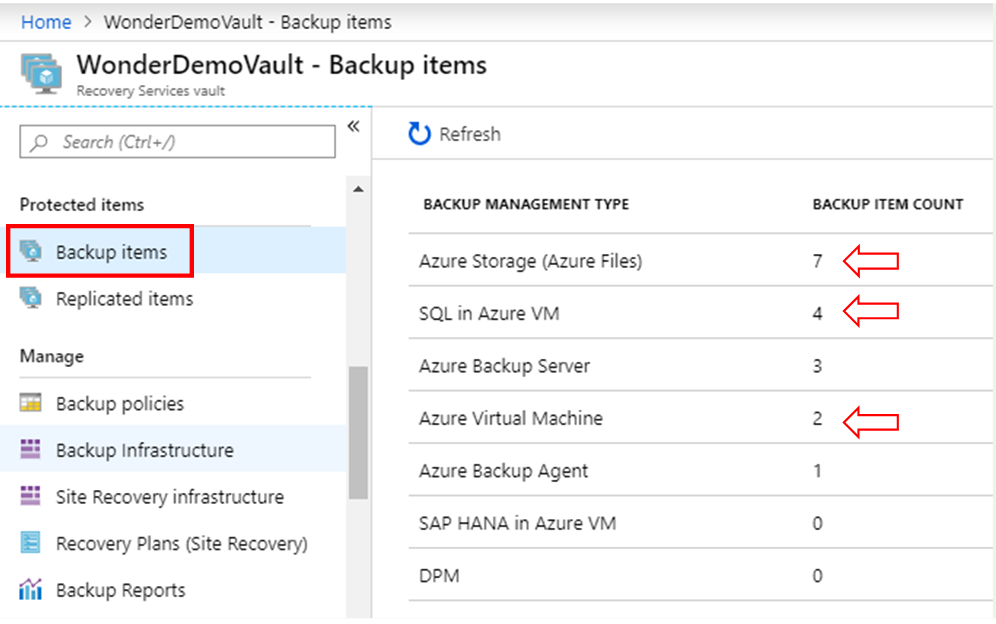 Home > WonderDemoVault - Backup items
WonderDemoVault - Backup items
Recovery Services vault
Search (Ctrl+/)
«
Protected items
Backup items
Replicated items
Manage
Backup policies
Backup Infrastructure
Site Recovery infrastructure
Recovery Plans (Site Recovery)
Backup Reports
Refresh
BACKUP MANAGEMENT TYPE BACKUP ITEM COUNT
Azure Storage (Azure Files) 7
SQL in Azure VM 4
Azure Backup Server 3
Azure Virtual Machine 2
Azure Backup Agent 1
SAP HANA in Azure VM 0
DPM 0